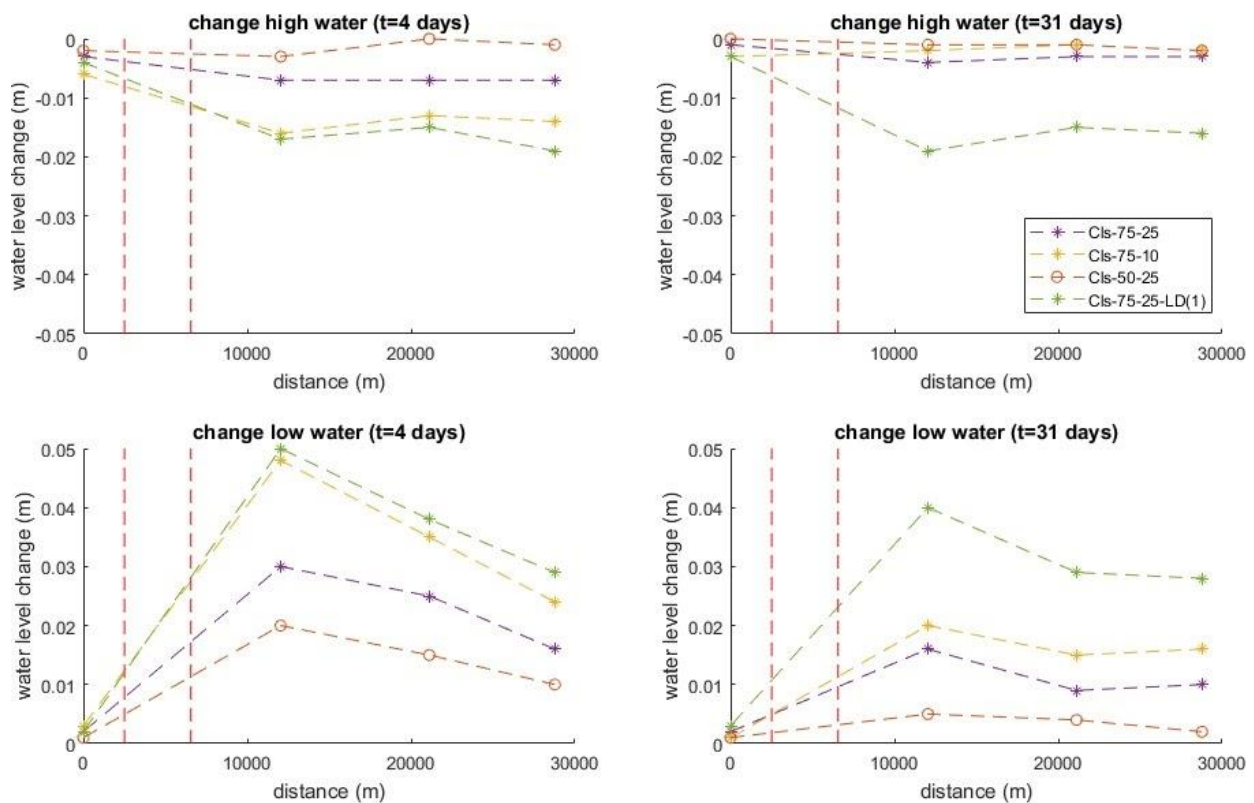 change high water (t=4 days)
0
-0.01
-0.02
-0.03
-0.04
-0.05
water level change (m)
0
10000
20000
30000
distance (m)
change high water (t=31 days)
0
-0.01
-0.02
-0.03
-0.04
-0.05
water level change (m)
Cls-75-25
Cls-75-10
Cls-50-25
Cls-75-25-LD(1)
0
10000
20000
30000
distance (m)
change low water (t=4 days)
0.05
0.04
0.03
0.02
0.01
0
water level change (m)
0
10000
20000
30000
distance (m)
change low water (t=31 days)
0.05
0.04
0.03
0.02
0.01
0
water level change (m)
0
10000
20000
30000
distance (m)